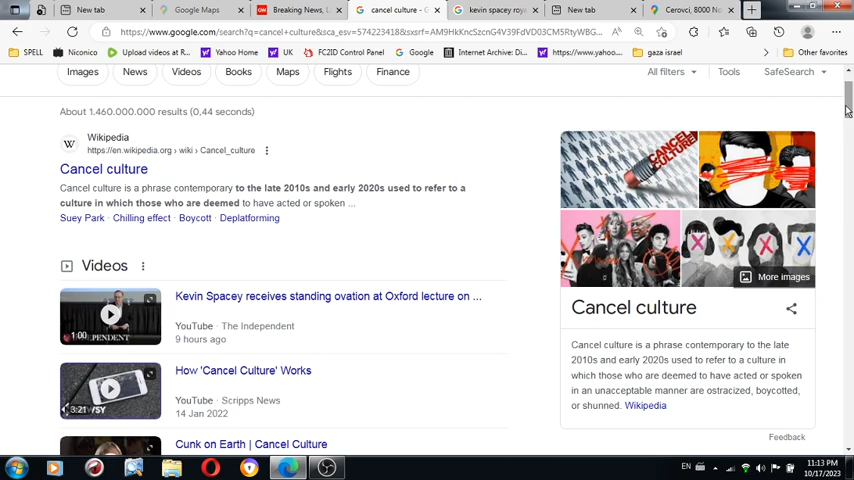 New tab
Google Maps
Breaking News, L
cancel culture - G
kevin spacey roya
New tab
Cerovci, 8000 No
https://www.google.com/search?q=cancel+culture&sca_esv=574223418&sxsrf=AM9HkKncSzcnG4V39FdVD03CM5RtyWBG...
SPELL
Niconico
Upload videos at R...
Yahoo Home
UK
FC2ID Control Panel
Google
Internet Archive: Di...
https://www.yahoo...
gaza israel
Other favorites
Images
News
Videos
Books
Maps
Flights
Finance
All filters
Tools
SafeSearch
About 1.460.000.000 results (0,44 seconds)
W
Wikipedia
https://en.wikipedia.org › wiki › Cancel_culture
Cancel culture
Cancel culture is a phrase contemporary to the late 2010s and early 2020s used to refer to a
culture in which those who are deemed to have acted or spoken ...
Suey Park · Chilling effect · Boycott · Deplatforming
Videos
Kevin Spacey receives standing ovation at Oxford lecture on ...
YouTube · The Independent
9 hours ago
1:00
How 'Cancel Culture' Works
YouTube · Scripps News
14 Jan 2022
3:21
Cunk on Earth | Cancel Culture
CANCEL
CULTURE
More images
Cancel culture
Cancel culture is a phrase contemporary to the late
2010s and early 2020s used to refer to a culture in
which those who are deemed to have acted or spoken
in an unacceptable manner are ostracized, boycotted,
or shunned. Wikipedia
Feedback
EN
11:13 PM
10/17/2023